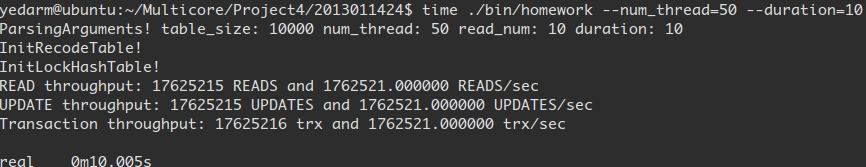 yedarm@ubuntu:~/Multicore/Project4/2013011424$ time ./bin/homework --num_thread=50 --duration=10
ParsingArguments! table_size: 10000 num_thread: 50 read_num: 10 duration: 10
InitRecodeTable!
InitLockHashTable!
READ throughput: 17625215 READS and 1762521.000000 READS/sec
UPDATE throughput: 17625215 UPDATES and 1762521.000000 UPDATES/sec
Transaction throughput: 17625216 trx and 1762521.000000 trx/sec
real    0m10.005s